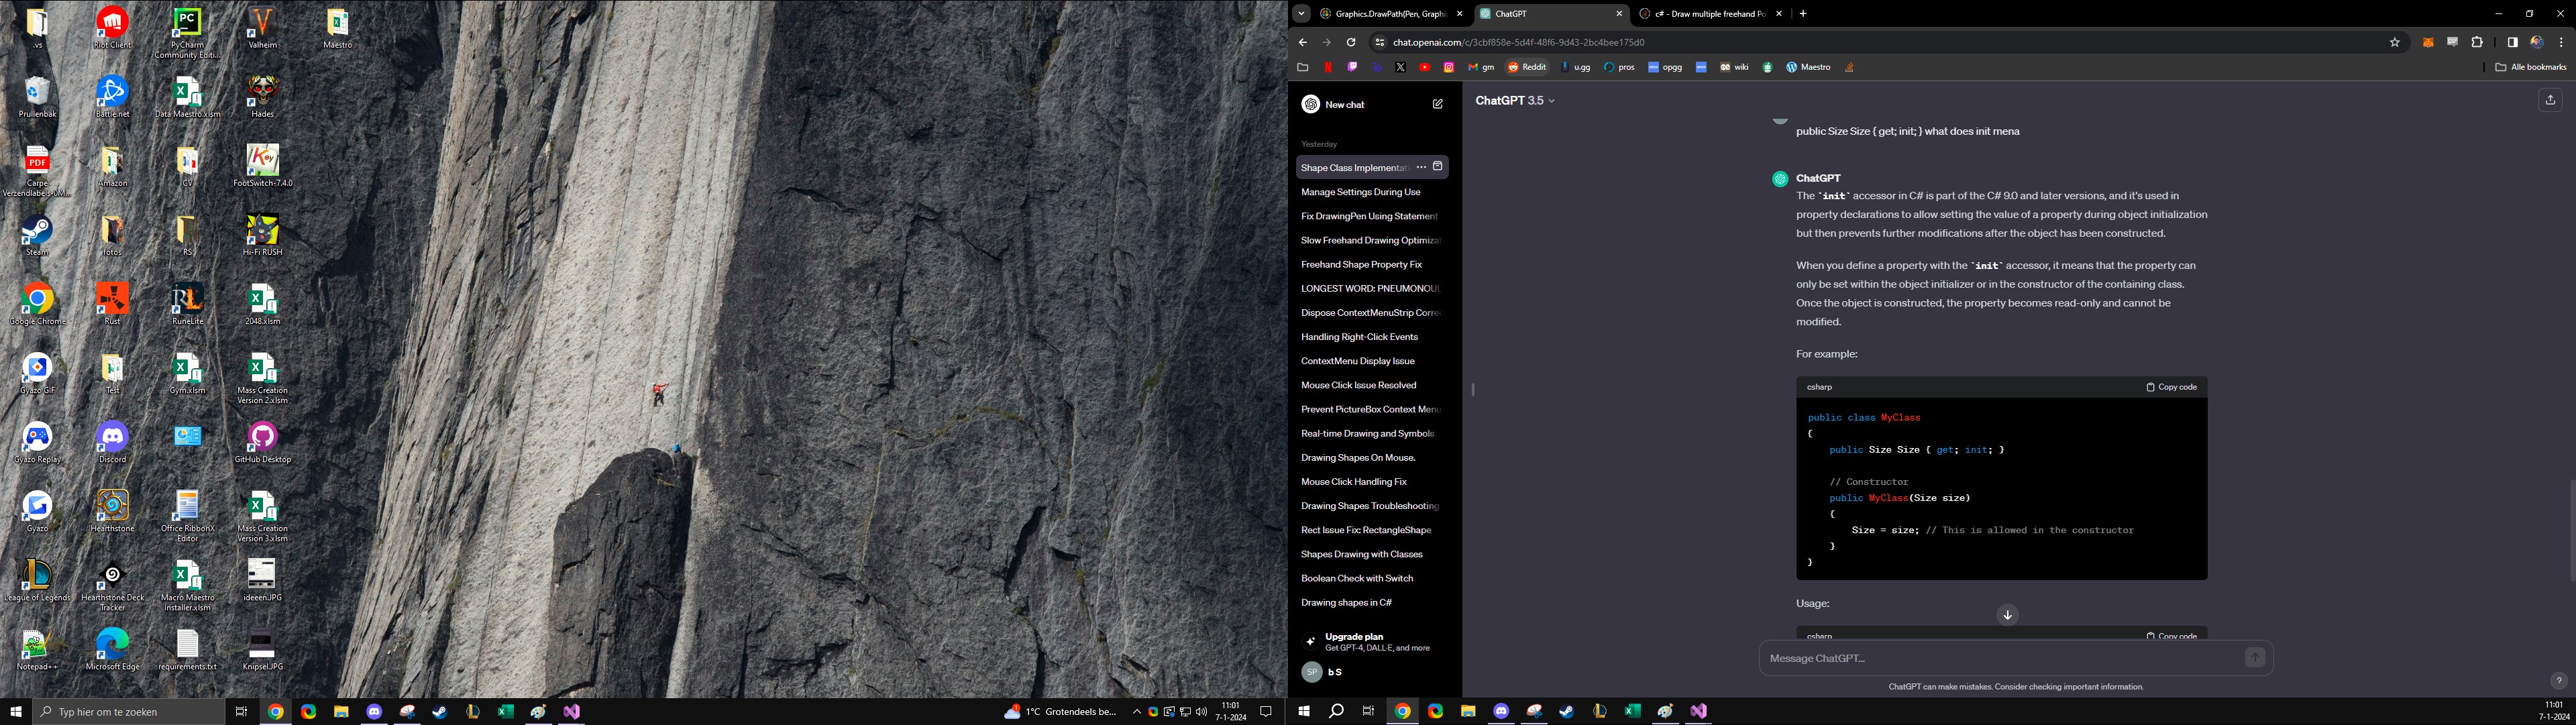 .vs
Riot Client
PyCharm
Community Editi...
Valheim
Maestro
Prullenbak
Battle.net
Data Maestro.xlsm
Hades
Carpe
Verzendlabels-
Amazon
CV
FootSwitch-7.4.0
Steam
fotos
RS
Hi-Fi RUSH
Google Chrome
Rust
RuneLite
2048.xlsm
Gyazo GIF
Test
Gym.xlsm
Mass Creation
Version 2.xlsm
Gyazo Replay
Discord
GitHub Desktop
Gyazo
Hearthstone
Office RibbonX
Editor
Mass Creation
Version 3.xlsm
League of Legends
Hearthstone Deck
Tracker
Macro Maestro
Installer.xlsm
ideeen.JPG
Notepad++
Microsoft Edge
requirements.txt
Knipsel.JPG
Typ hier om te zoeken
1°C Grotendeels be...
11:01
7-1-2024
Graphics.DrawPath(Pen, Graphi
ChatGPT
c# - Draw multiple freehand Po
chat.openai.com/c/3cbf858e-5d4f-48f6-9d43-2bc4bee175d0
gm
Reddit
u.gg
pros
opgg
wiki
Maestro
Alle bookmarks
New chat
Yesterday
Shape Class Implementati
Manage Settings During Use
Fix DrawingPen Using Statement
Slow Freehand Drawing Optimizat
Freehand Shape Property Fix
LONGEST WORD: PNEUMONOUL
Dispose ContextMenuStrip Correc
Handling Right-Click Events
ContextMenu Display Issue
Mouse Click Issue Resolved
Prevent PictureBox Context Menu
Real-time Drawing and Symbols
Drawing Shapes On Mouse.
Mouse Click Handling Fix
Drawing Shapes Troubleshooting
Rect Issue Fix: RectangleShape
Shapes Drawing with Classes
Boolean Check with Switch
Drawing shapes in C#
Upgrade plan
Get GPT-4, DALL·E, and more
SP
b S
ChatGPT 3.5
public Size Size { get; init; } what does init mena
ChatGPT
The `init` accessor in C# is part of the C# 9.0 and later versions, and it's used in
property declarations to allow setting the value of a property during object initialization
but then prevents further modifications after the object has been constructed.
When you define a property with the `init` accessor, it means that the property can
only be set within the object initializer or in the constructor of the containing class.
Once the object is constructed, the property becomes read-only and cannot be
modified.
For example:
csharp
Copy code
public class MyClass
{
public Size Size { get; init; }
// Constructor
public MyClass(Size size)
{
Size = size; // This is allowed in the constructor
}
}
Usage:
csharp
Copy code
Message ChatGPT...
ChatGPT can make mistakes. Consider checking important information.
?
11:01
7-1-2024